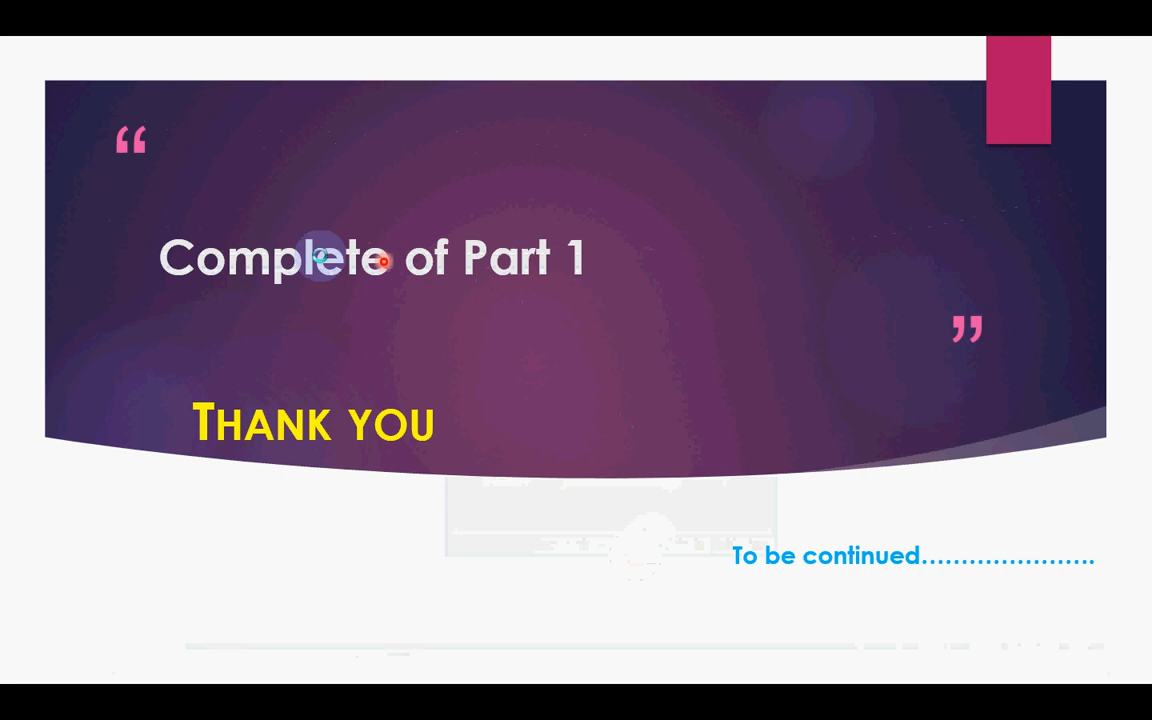 “
Complete of Part 1
”
THANK YOU
To be continued......................